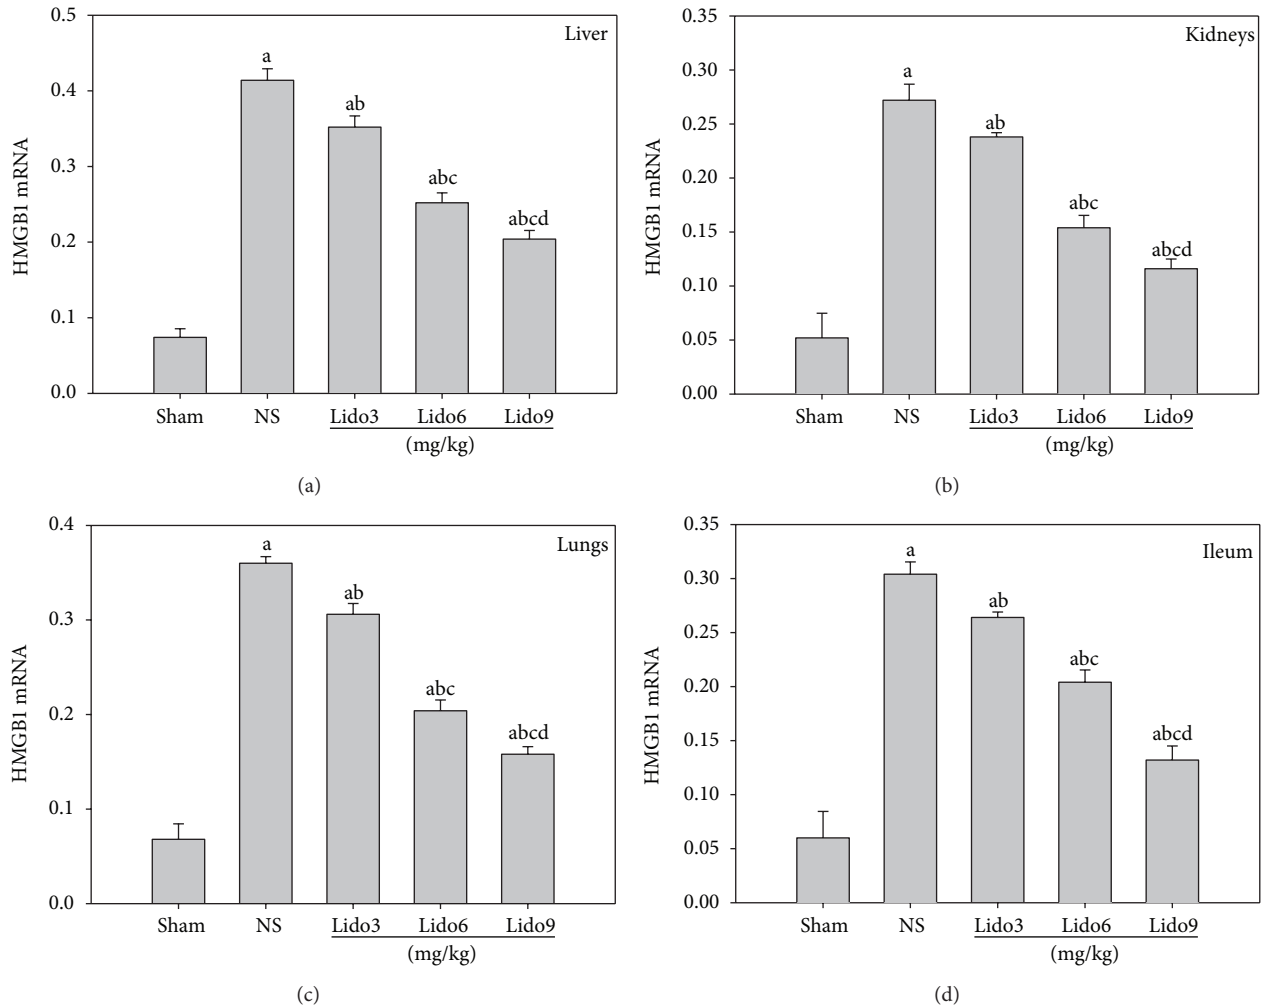 0.5
0.4
0.3
0.2
0.1
0.0
HMGB1 mRNA
Liver
a
ab
abc
abcd
Sham NS Lido3 Lido6 Lido9
(mg/kg)
(a)
0.35
0.30
0.25
0.20
0.15
0.10
0.05
0.00
HMGB1 mRNA
Kidneys
a
ab
abc
abcd
Sham NS Lido3 Lido6 Lido9
(mg/kg)
(b)
0.4
0.3
0.2
0.1
0.0
HMGB1 mRNA
Lungs
a
ab
abc
abcd
Sham NS Lido3 Lido6 Lido9
(mg/kg)
(c)
0.35
0.30
0.25
0.20
0.15
0.10
0.05
0.00
HMGB1 mRNA
Ileum
a
ab
abc
abcd
Sham NS Lido3 Lido6 Lido9
(mg/kg)
(d)